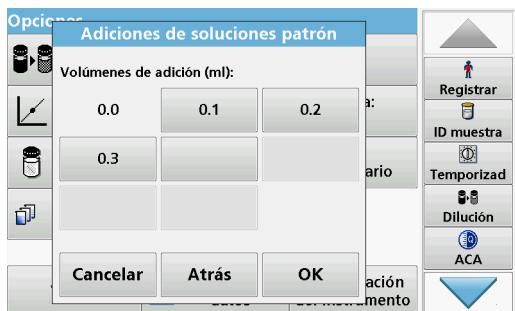 Opciones
Adiciones de soluciones patrón
Volúmenes de adición (ml):
0.0
0.1
0.2
0.3
Cancelar
Atrás
OK
a:
ario
ación
mento
Registrar
ID muestra
Temporizad
Dilución
ACA